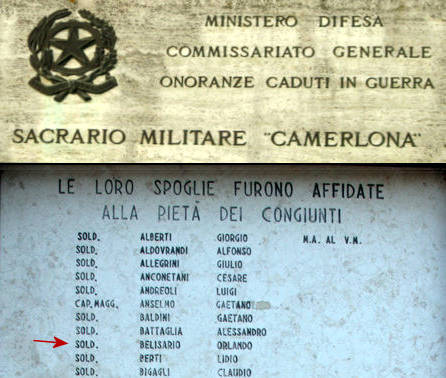 MINISTERO DIFESA
COMMISSARIATO GENERALE
ONORANZE CADUTI IN GUERRA
SACRARIO MILITARE "CAMERLONA"
LE LORO SPOGLIE FURONO AFFIDATE
ALLA PIETÀ DEI CONGIUNTI
SOLD. ALBERTI GIORGIO M.A. AL V.M.
SOLD. ALDOVRANDI ALFONSO
SOLD. ALLEGRINI GIULIO
SOLD. ANCONETANI CESARE
SOLD. ANDREOLI LUIGI
CAP. MAGG. ANSELMO GAETANO
SOLD. BALDINI GAETANO
SOLD. BATTAGLIA ALESSANDRO
SOLD. BELISARIO ORLANDO
SOLD. BERTI LIDIO
SOLD. BIGAGLI CLAUDIO